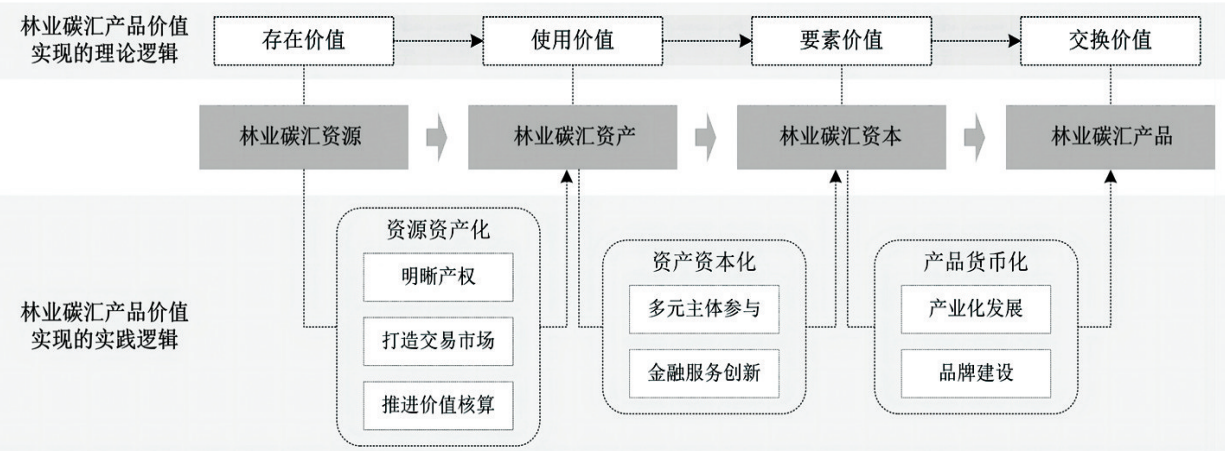 林业碳汇产品价值
实现的理论逻辑
存在价值
使用价值
要素价值
交换价值
林业碳汇资源
林业碳汇资产
林业碳汇资本
林业碳汇产品
林业碳汇产品价值
实现的实践逻辑
资源资产化
明晰产权
打造交易市场
推进价值核算
资产资本化
多元主体参与
金融服务创新
产品货币化
产业化发展
品牌建设